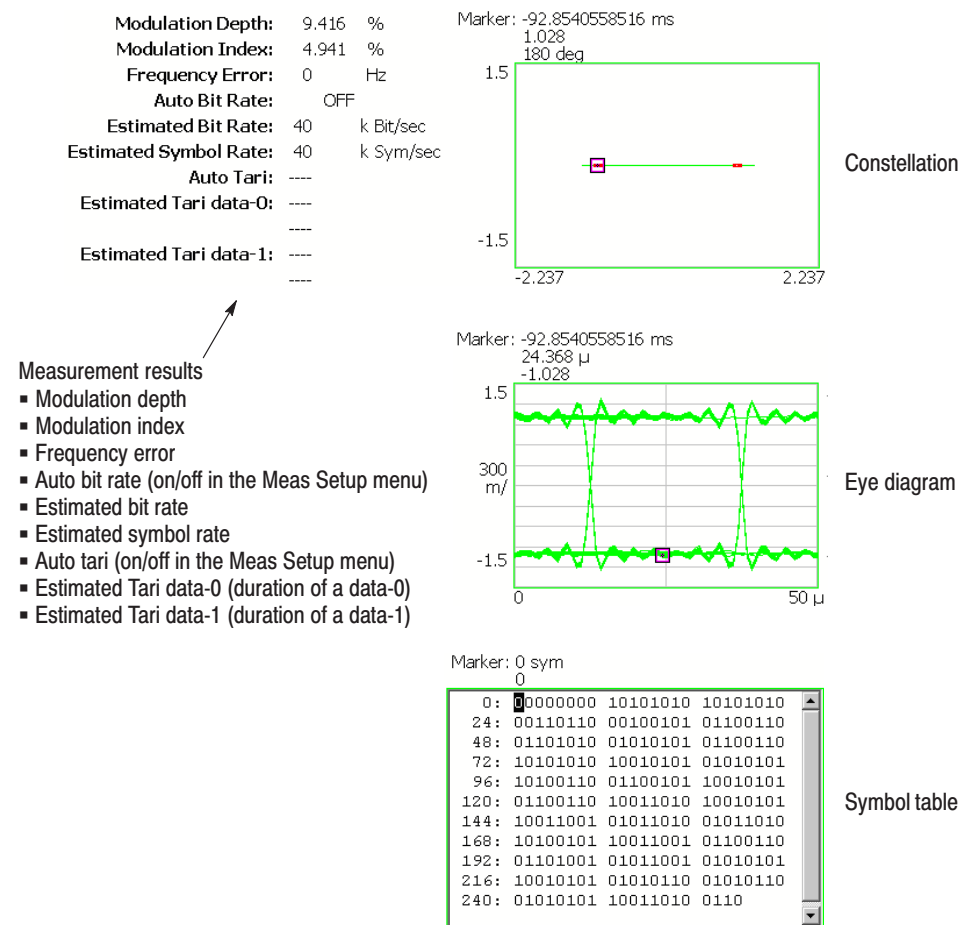 Modulation Depth: 9.416 %
Modulation Index: 4.941 %
Frequency Error: 0 Hz
Auto Bit Rate: OFF
Estimated Bit Rate: 40 k Bit/sec
Estimated Symbol Rate: 40 k Sym/sec
Auto Tari: ----
Estimated Tari data-0: ----
----
Estimated Tari data-1: ----
----
Measurement results
▪ Modulation depth
▪ Modulation index
▪ Frequency error
▪ Auto bit rate (on/off in the Meas Setup menu)
▪ Estimated bit rate
▪ Estimated symbol rate
▪ Auto tari (on/off in the Meas Setup menu)
▪ Estimated Tari data-0 (duration of a data-0)
▪ Estimated Tari data-1 (duration of a data-1)
Marker: -92.8540558516 ms
1.028
180 deg
1.5
-1.5
-2.237 2.237
Constellation
Marker: -92.8540558516 ms
24.368 µ
-1.028
1.5
300
m/
-1.5
0 50 µ
Eye diagram
Marker: 0 sym
0
0: 00000000 10101010 10101010
24: 00110110 00100101 01100110
48: 01101010 01010101 01100110
72: 10101010 10010101 01010101
96: 10100110 01100101 10010101
120: 01100110 10011010 10010101
144: 10011001 01011010 01011010
168: 10100101 10011001 01100110
192: 01101001 01011001 01010101
216: 10010101 01010110 01010110
240: 01010101 10011010 0110
Symbol table